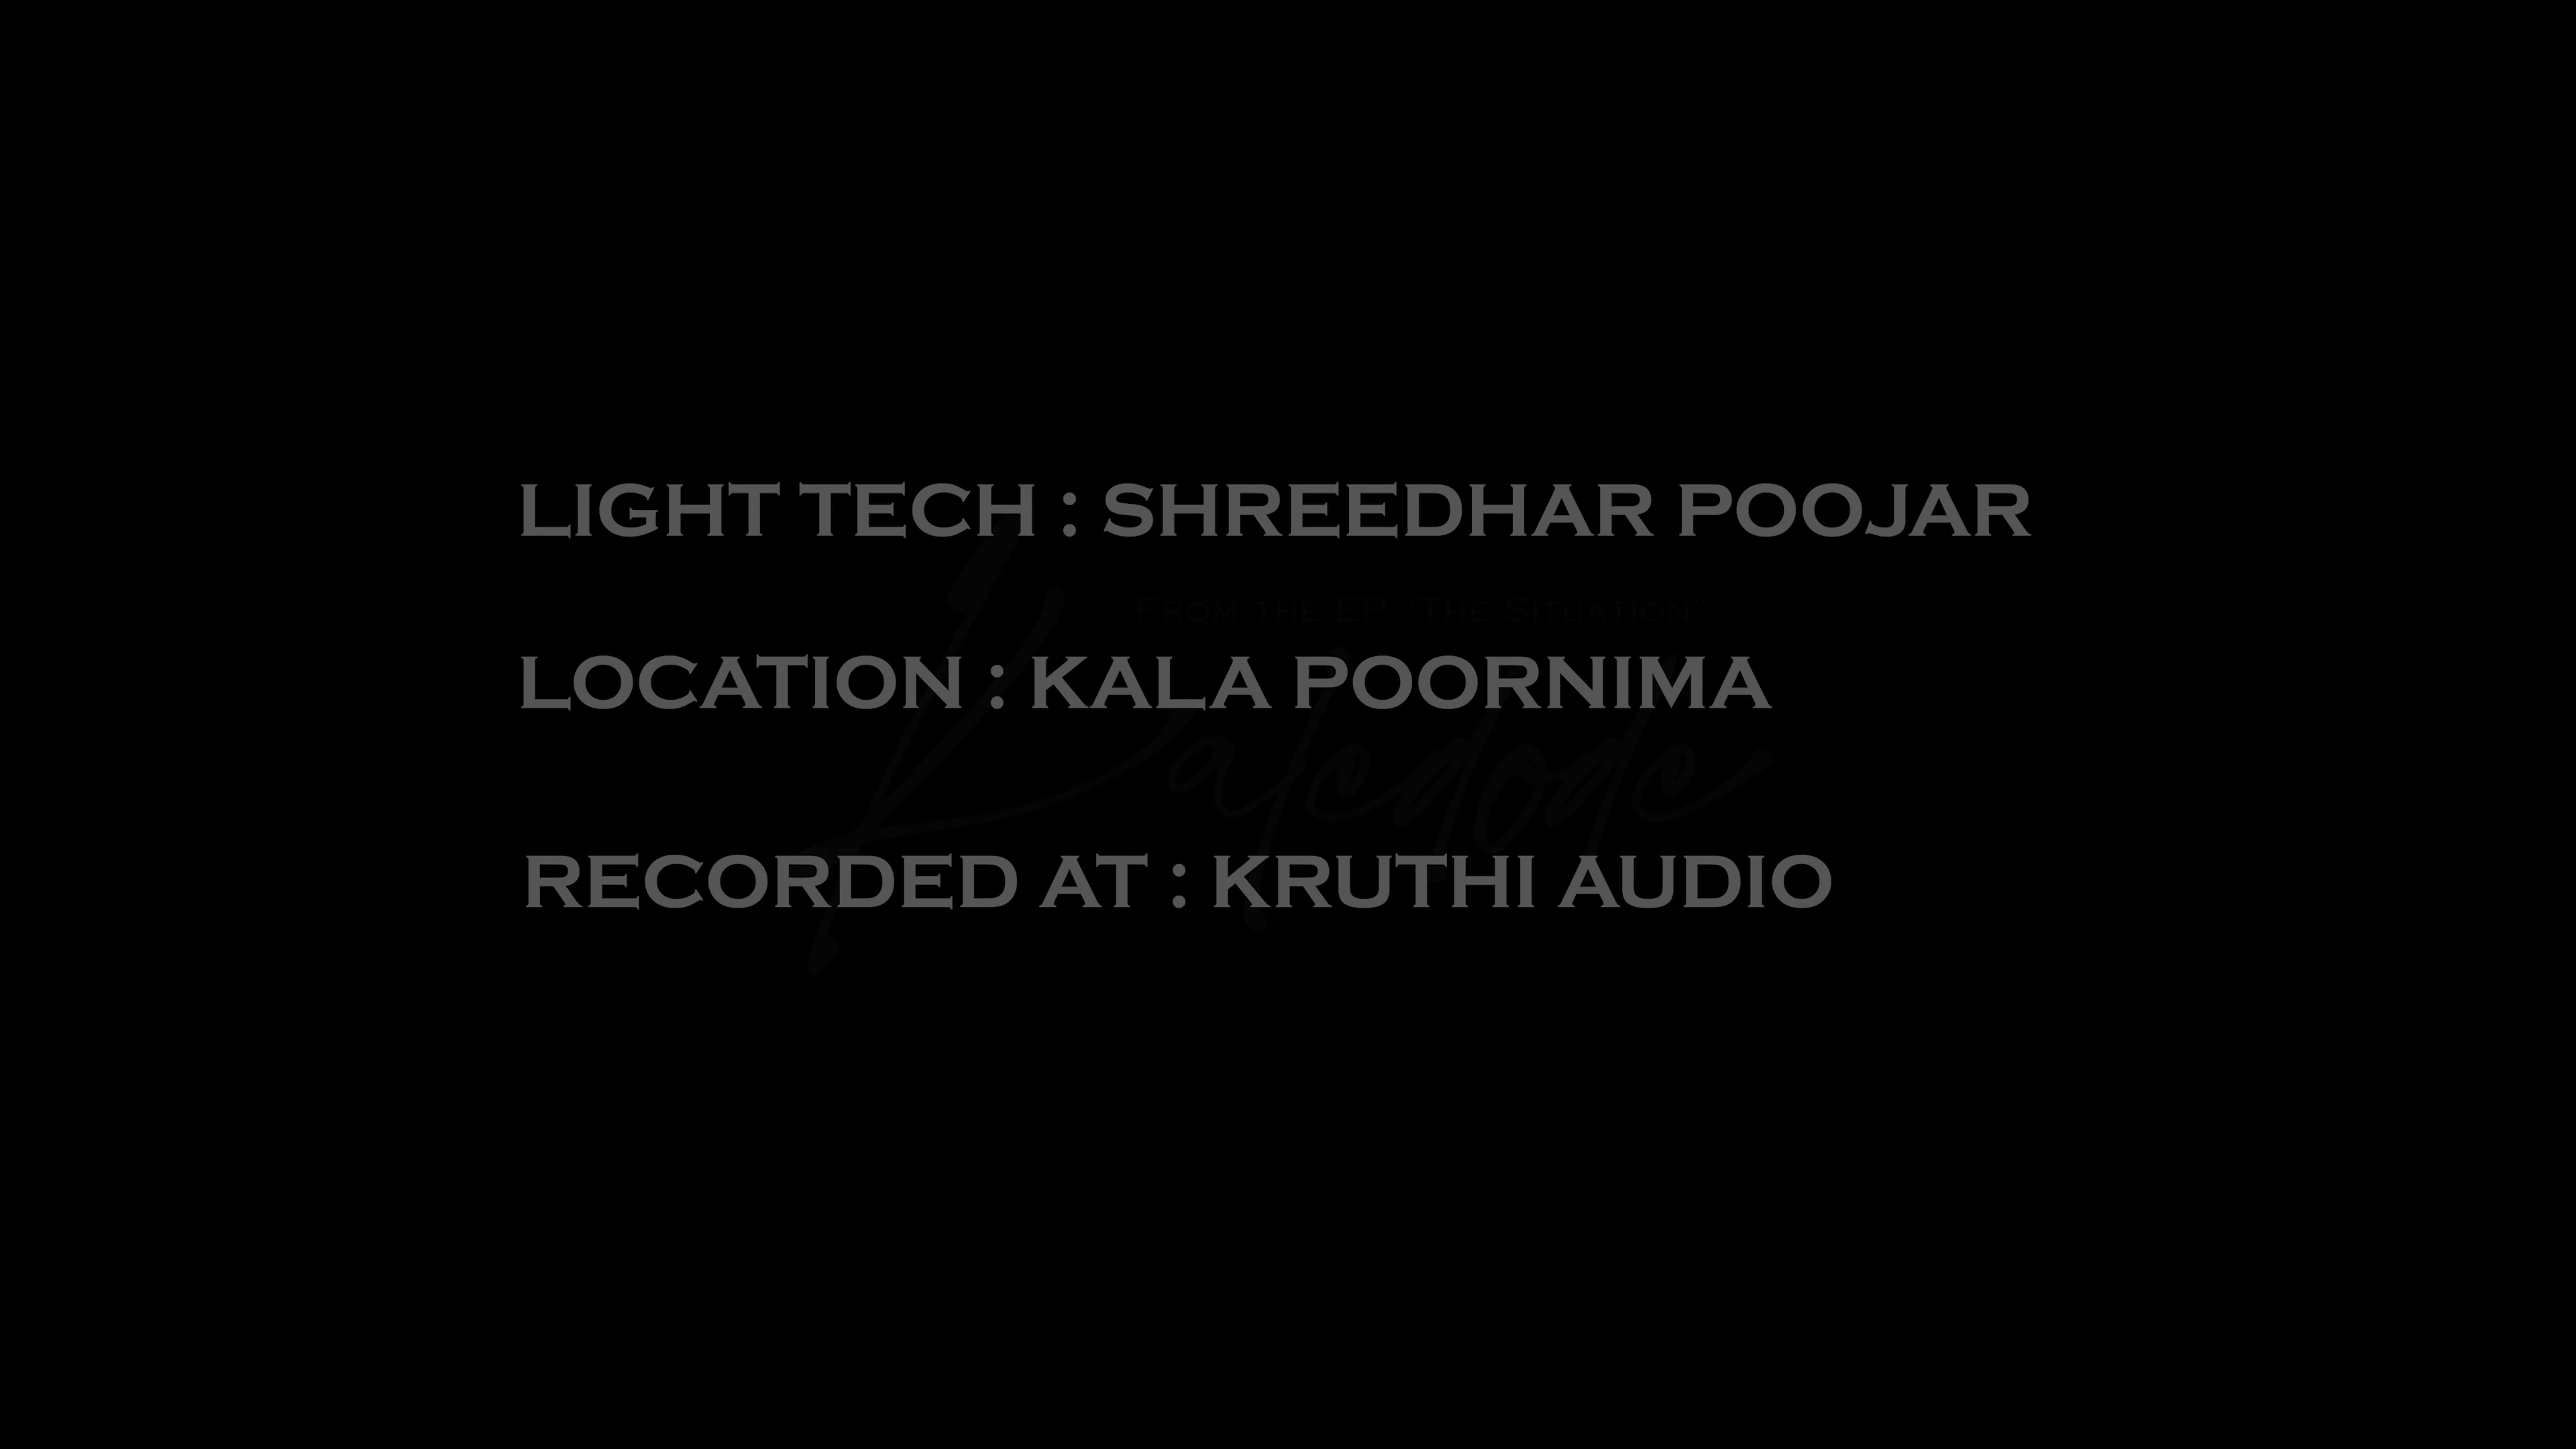 LIGHT TECH : SHREEDHAR POOJAR
FROM THE EP "THE SITUATION"
LOCATION : KALA POORNIMA
RECORDED AT : KRUTHI AUDIO